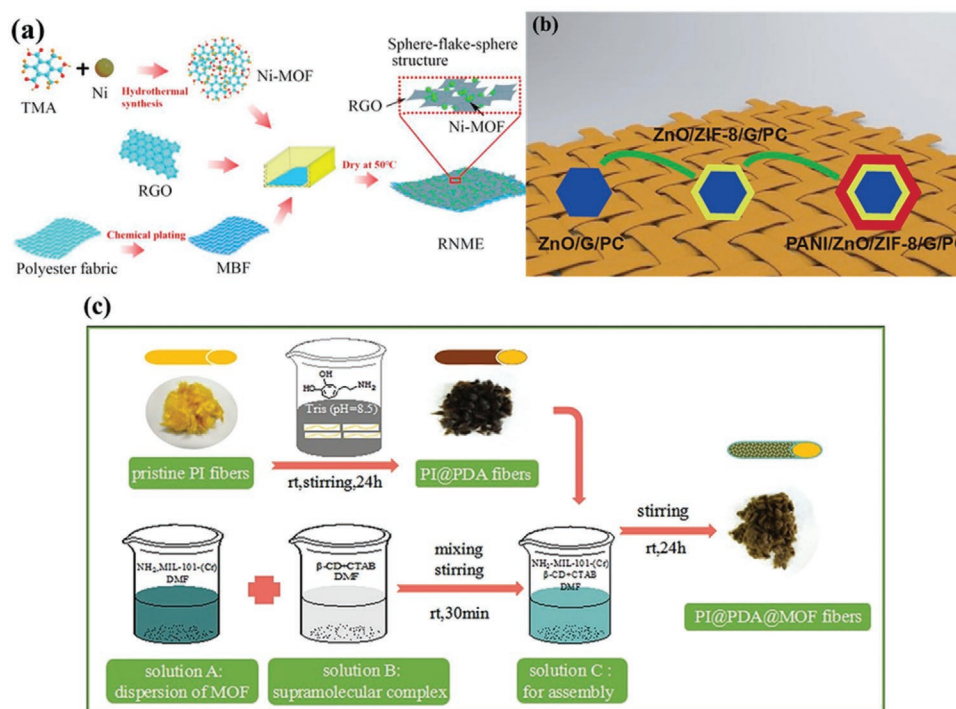 (a)
TMA
+
Ni
Hydrothermal
synthesis
Ni-MOF
RGO
Polyester fabric
Chemical plating
MBF
Dry at 50℃
Sphere-flake-sphere
structure
RGO
Ni-MOF
RNME
(b)
ZnO/ZIF-8/G/PC
ZnO/G/PC
PANI/ZnO/ZIF-8/G/PC
(c)
pristine PI fibers
OH
HO
NH2
Tris (pH=8.5)
rt,stirring,24h
PI@PDA fibers
NH2,MIL-101-(Cr)
DMF
solution A:
dispersion of MOF
β-CD+CTAB
DMF
solution B:
supramolecular complex
mixing
stirring
rt,30min
NH2-MIL-101-(Cr)
β-CD+CTAB
DMF
solution C :
for assembly
stirring
rt,24h
PI@PDA@MOF fibers